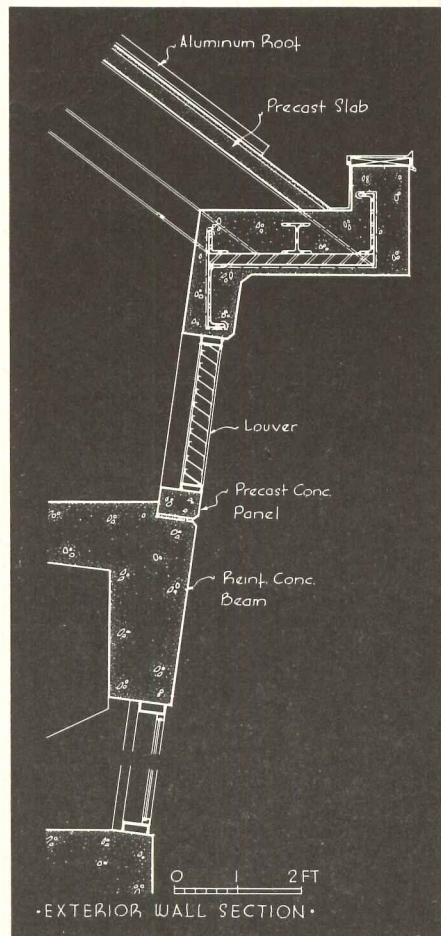 Aluminum Roof
Precast Slab
Louver
Precast Conc.
Panel
Reinf. Conc.
Beam
0 1 2 FT
•EXTERIOR WALL SECTION•